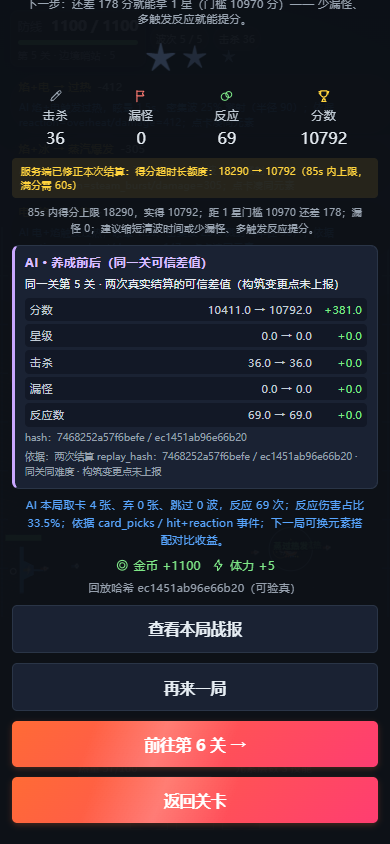 下一步：还差 178 分就能拿 1 星（门槛 10970 分）—— 少漏怪、
多触发反应就能提分。
击杀 漏怪 反应 分数
36 0 69 10792
服务端已修正本次结算：得分超时长额度：18290 → 10792（85s 内上限，
满分需 60s）
85s 内得分上限 18290，实得 10792；距 1 星门槛 10970 还差 178；漏
怪 0；建议缩短清波时间或少漏怪、多触发反应提分。
AI · 养成前后（同一关可信差值）
同一关第 5 关 · 两次真实结算的可信差值（构筑变更点未上报）
分数 10411.0 → 10792.0 +381.0
星级 0.0 → 0.0 +0.0
击杀 36.0 → 36.0 +0.0
漏怪 0.0 → 0.0 +0.0
反应数 69.0 → 69.0 +0.0
hash：7468252a57f6befe / ec1451ab96e66b20
依据：两次结算 replay_hash：7468252a57f6befe / ec1451ab96e66b20 ·
同关同难度 · 构筑变更点未上报
AI 本局取卡 4 张、弃 0 张、跳过 0 波，反应 69 次；反应伤害占比
33.5%；依据 card_picks / hit+reaction 事件；下一局可换元素搭
配对比收益。
金币 +1100 体力 +5
回放哈希 ec1451ab96e66b20（可验真）
查看本局战报
再来一局
前往第 6 关 →
返回关卡